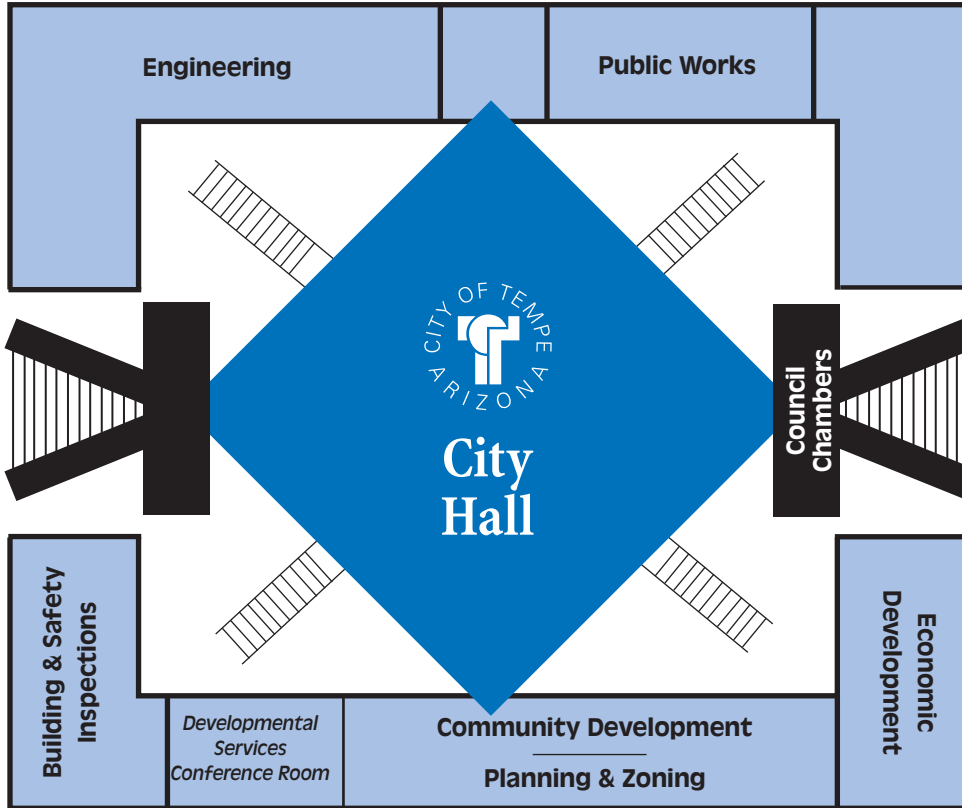 Engineering
Public Works
CITY OF TEMPE
ARIZONA
City
Hall
Council
Chambers
Building & Safety
Inspections
Developmental
Services
Conference Room
Community Development
Planning & Zoning
Economic
Development